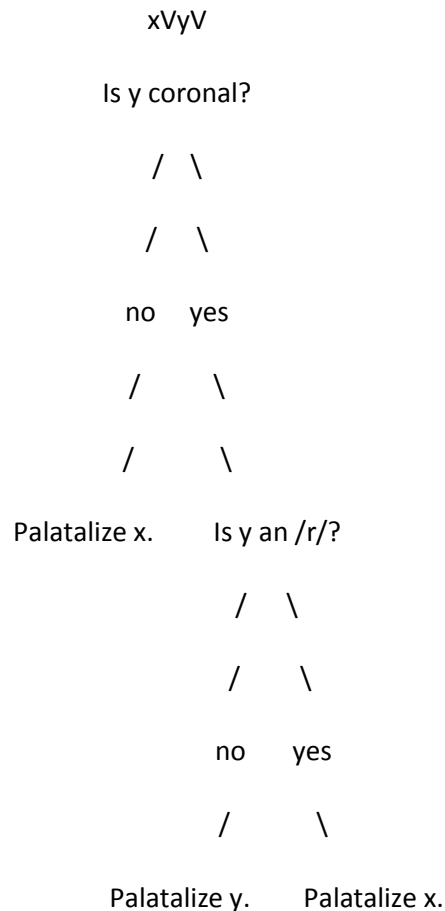 xVyV
Is y coronal?
/ \
/ \
no yes
/ \
/ \
Palatalize x. Is y an /r/?
/ \
/ \
no yes
/ \
Palatalize y. Palatalize x.